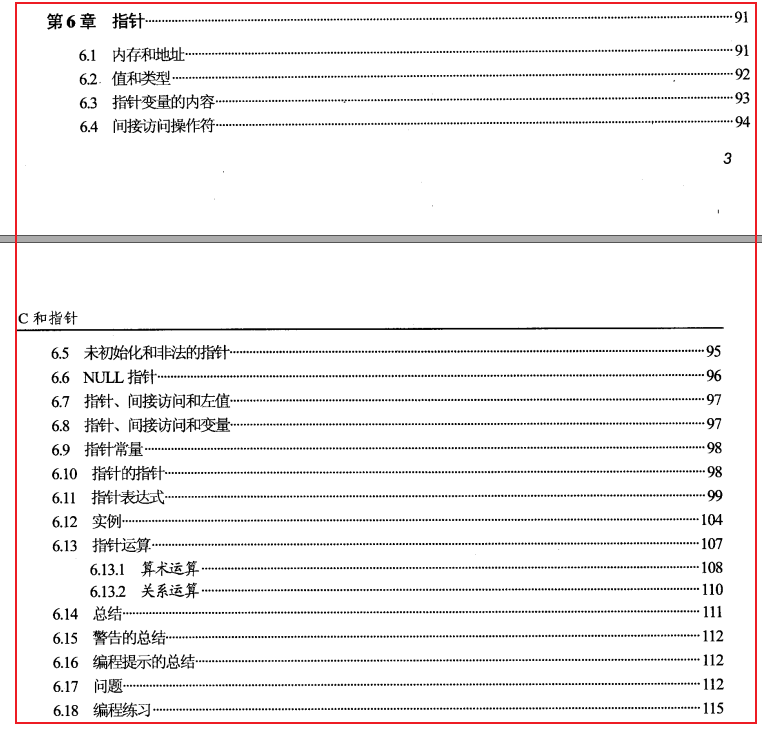 第 6 章 指针 91
6.1 内存和地址 91
6.2 值和类型 92
6.3 指针变量的内容 93
6.4 间接访问操作符 94
3
C 和指针
6.5 未初始化和非法的指针 95
6.6 NULL 指针 96
6.7 指针、间接访问和左值 97
6.8 指针、间接访问和变量 97
6.9 指针常量 98
6.10 指针的指针 98
6.11 指针表达式 99
6.12 实例 104
6.13 指针运算 107
6.13.1 算术运算 108
6.13.2 关系运算 110
6.14 总结 111
6.15 警告的总结 112
6.16 编程提示的总结 112
6.17 问题 112
6.18 编程练习 115